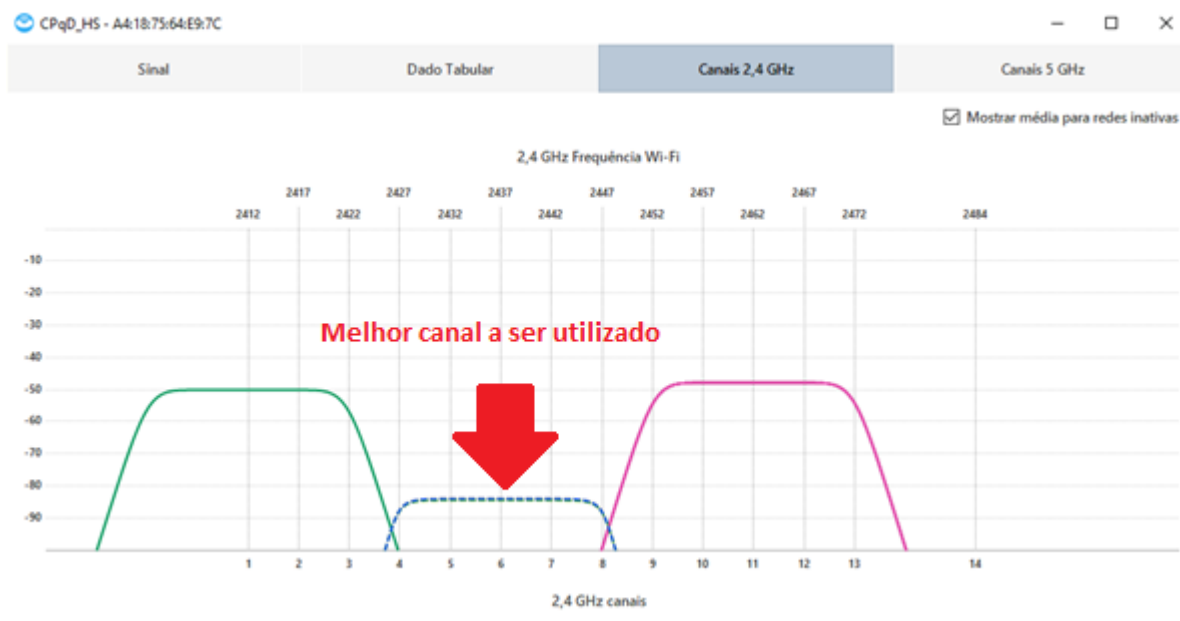 CPqD_HS - A4:18:75:64:E9:7C
Sinal Dado Tabular Canais 2,4 GHz Canais 5 GHz
Mostrar média para redes inativas
2,4 GHz Frequência Wi-Fi
2417 2427 2437 2447 2457 2467
2412 2422 2432 2442 2452 2462 2472 2484
-10
-20
-30
Melhor canal a ser utilizado
-40
-50
-60
-70
-80
-90
1 2 3 4 5 6 7 8 9 10 11 12 13 14
2,4 GHz canais